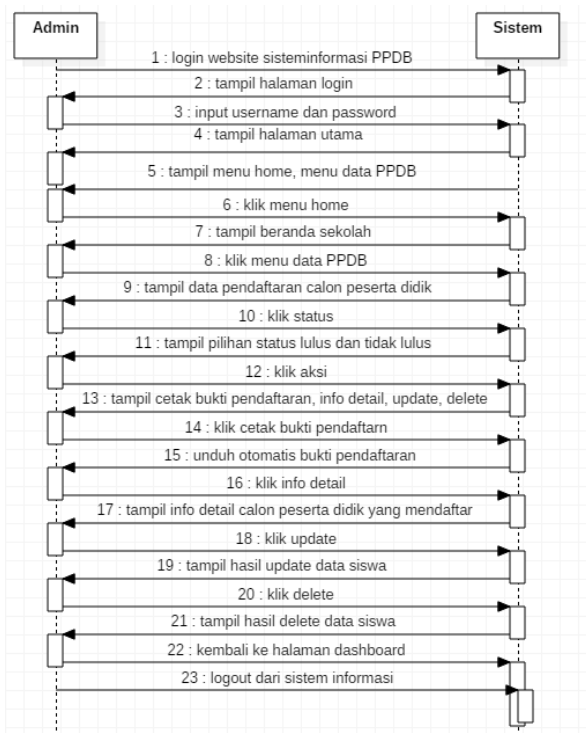 Admin
Sistem
1 : login website sisteminformasi PPDB
2 : tampil halaman login
3 : input username dan password
4 : tampil halaman utama
5 : tampil menu home, menu data PPDB
6 : klik menu home
7 : tampil beranda sekolah
8 : klik menu data PPDB
9 : tampil data pendaftaran calon peserta didik
10 : klik status
11 : tampil pilihan status lulus dan tidak lulus
12 : klik aksi
13 : tampil cetak bukti pendaftaran, info detail, update, delete
14 : klik cetak bukti pendaftarn
15 : unduh otomatis bukti pendaftaran
16 : klik info detail
17 : tampil info detail calon peserta didik yang mendaftar
18 : klik update
19 : tampil hasil update data siswa
20 : klik delete
21 : tampil hasil delete data siswa
22 : kembali ke halaman dashboard
23 : logout dari sistem informasi